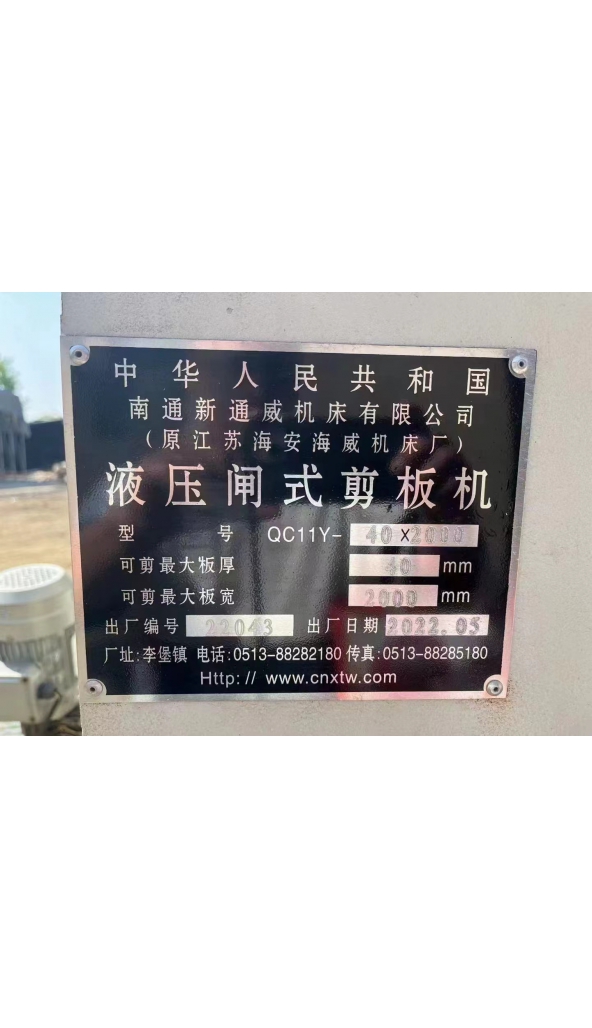 中华人民共和国
南通新通威机床有限公司
(原江苏海安海威机床厂)
液压闸式剪板机
型 号 QC11Y- 40 x2000
可剪最大板厚 40 mm
可剪最大板宽 2000 mm
出厂编号 22043 出厂日期 2022.05
厂址:李堡镇 电话:0513-88282180 传真:0513-88285180
Http: // www.cnxtw.com